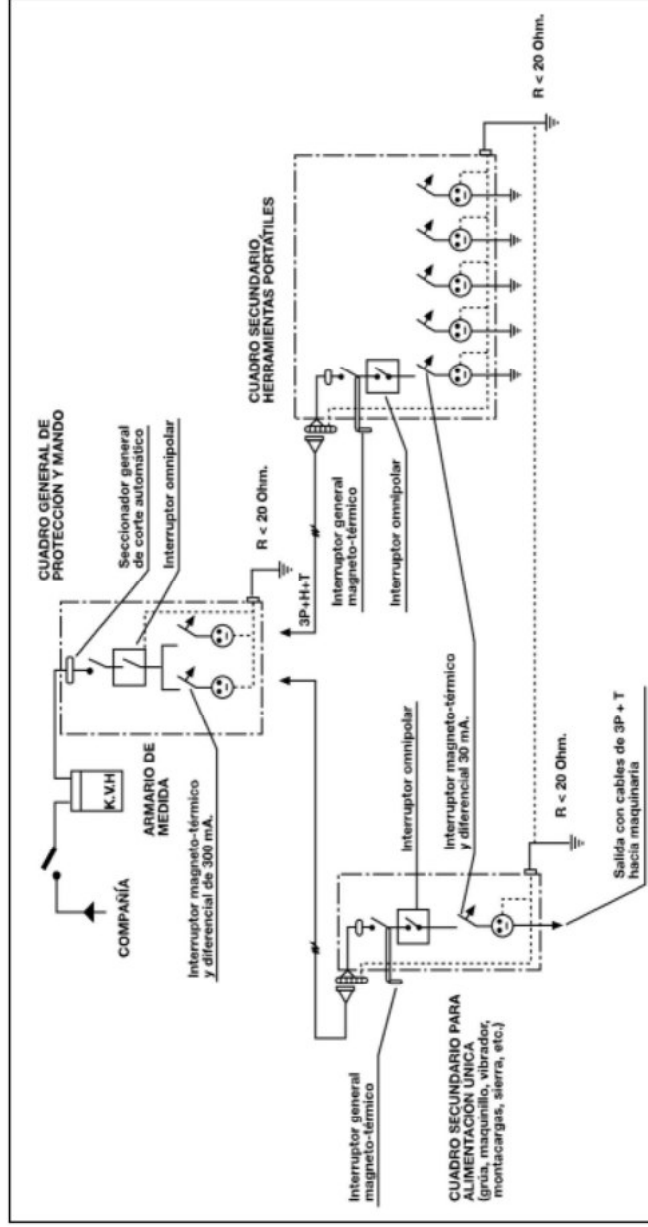 COMPAÑÍA
K.V.H
ARMARIO DE
MEDIDA
CUADRO GENERAL DE
PROTECCION Y MANDO
Seccionador general
de corte automático
Interruptor omnipolar
Interruptor magneto-térmico
y diferencial de 300 mA.
R < 20 Ohm.
3P+H+T
CUADRO SECUNDARIO
HERRAMIENTAS PORTÁTILES
Interruptor general
magneto-térmico
Interruptor omnipolar
R < 20 Ohm.
Interruptor general
magneto-térmico
Interruptor omnipolar
Interruptor magneto-térmico
y diferencial 30 mA.
CUADRO SECUNDARIO PARA
ALIMENTACIÓN ÚNICA
(grúa, maquinillo, vibrador,
montacargas, sierra, etc.)
R < 20 Ohm.
Salida con cables de 3P + T
hacia maquinaria